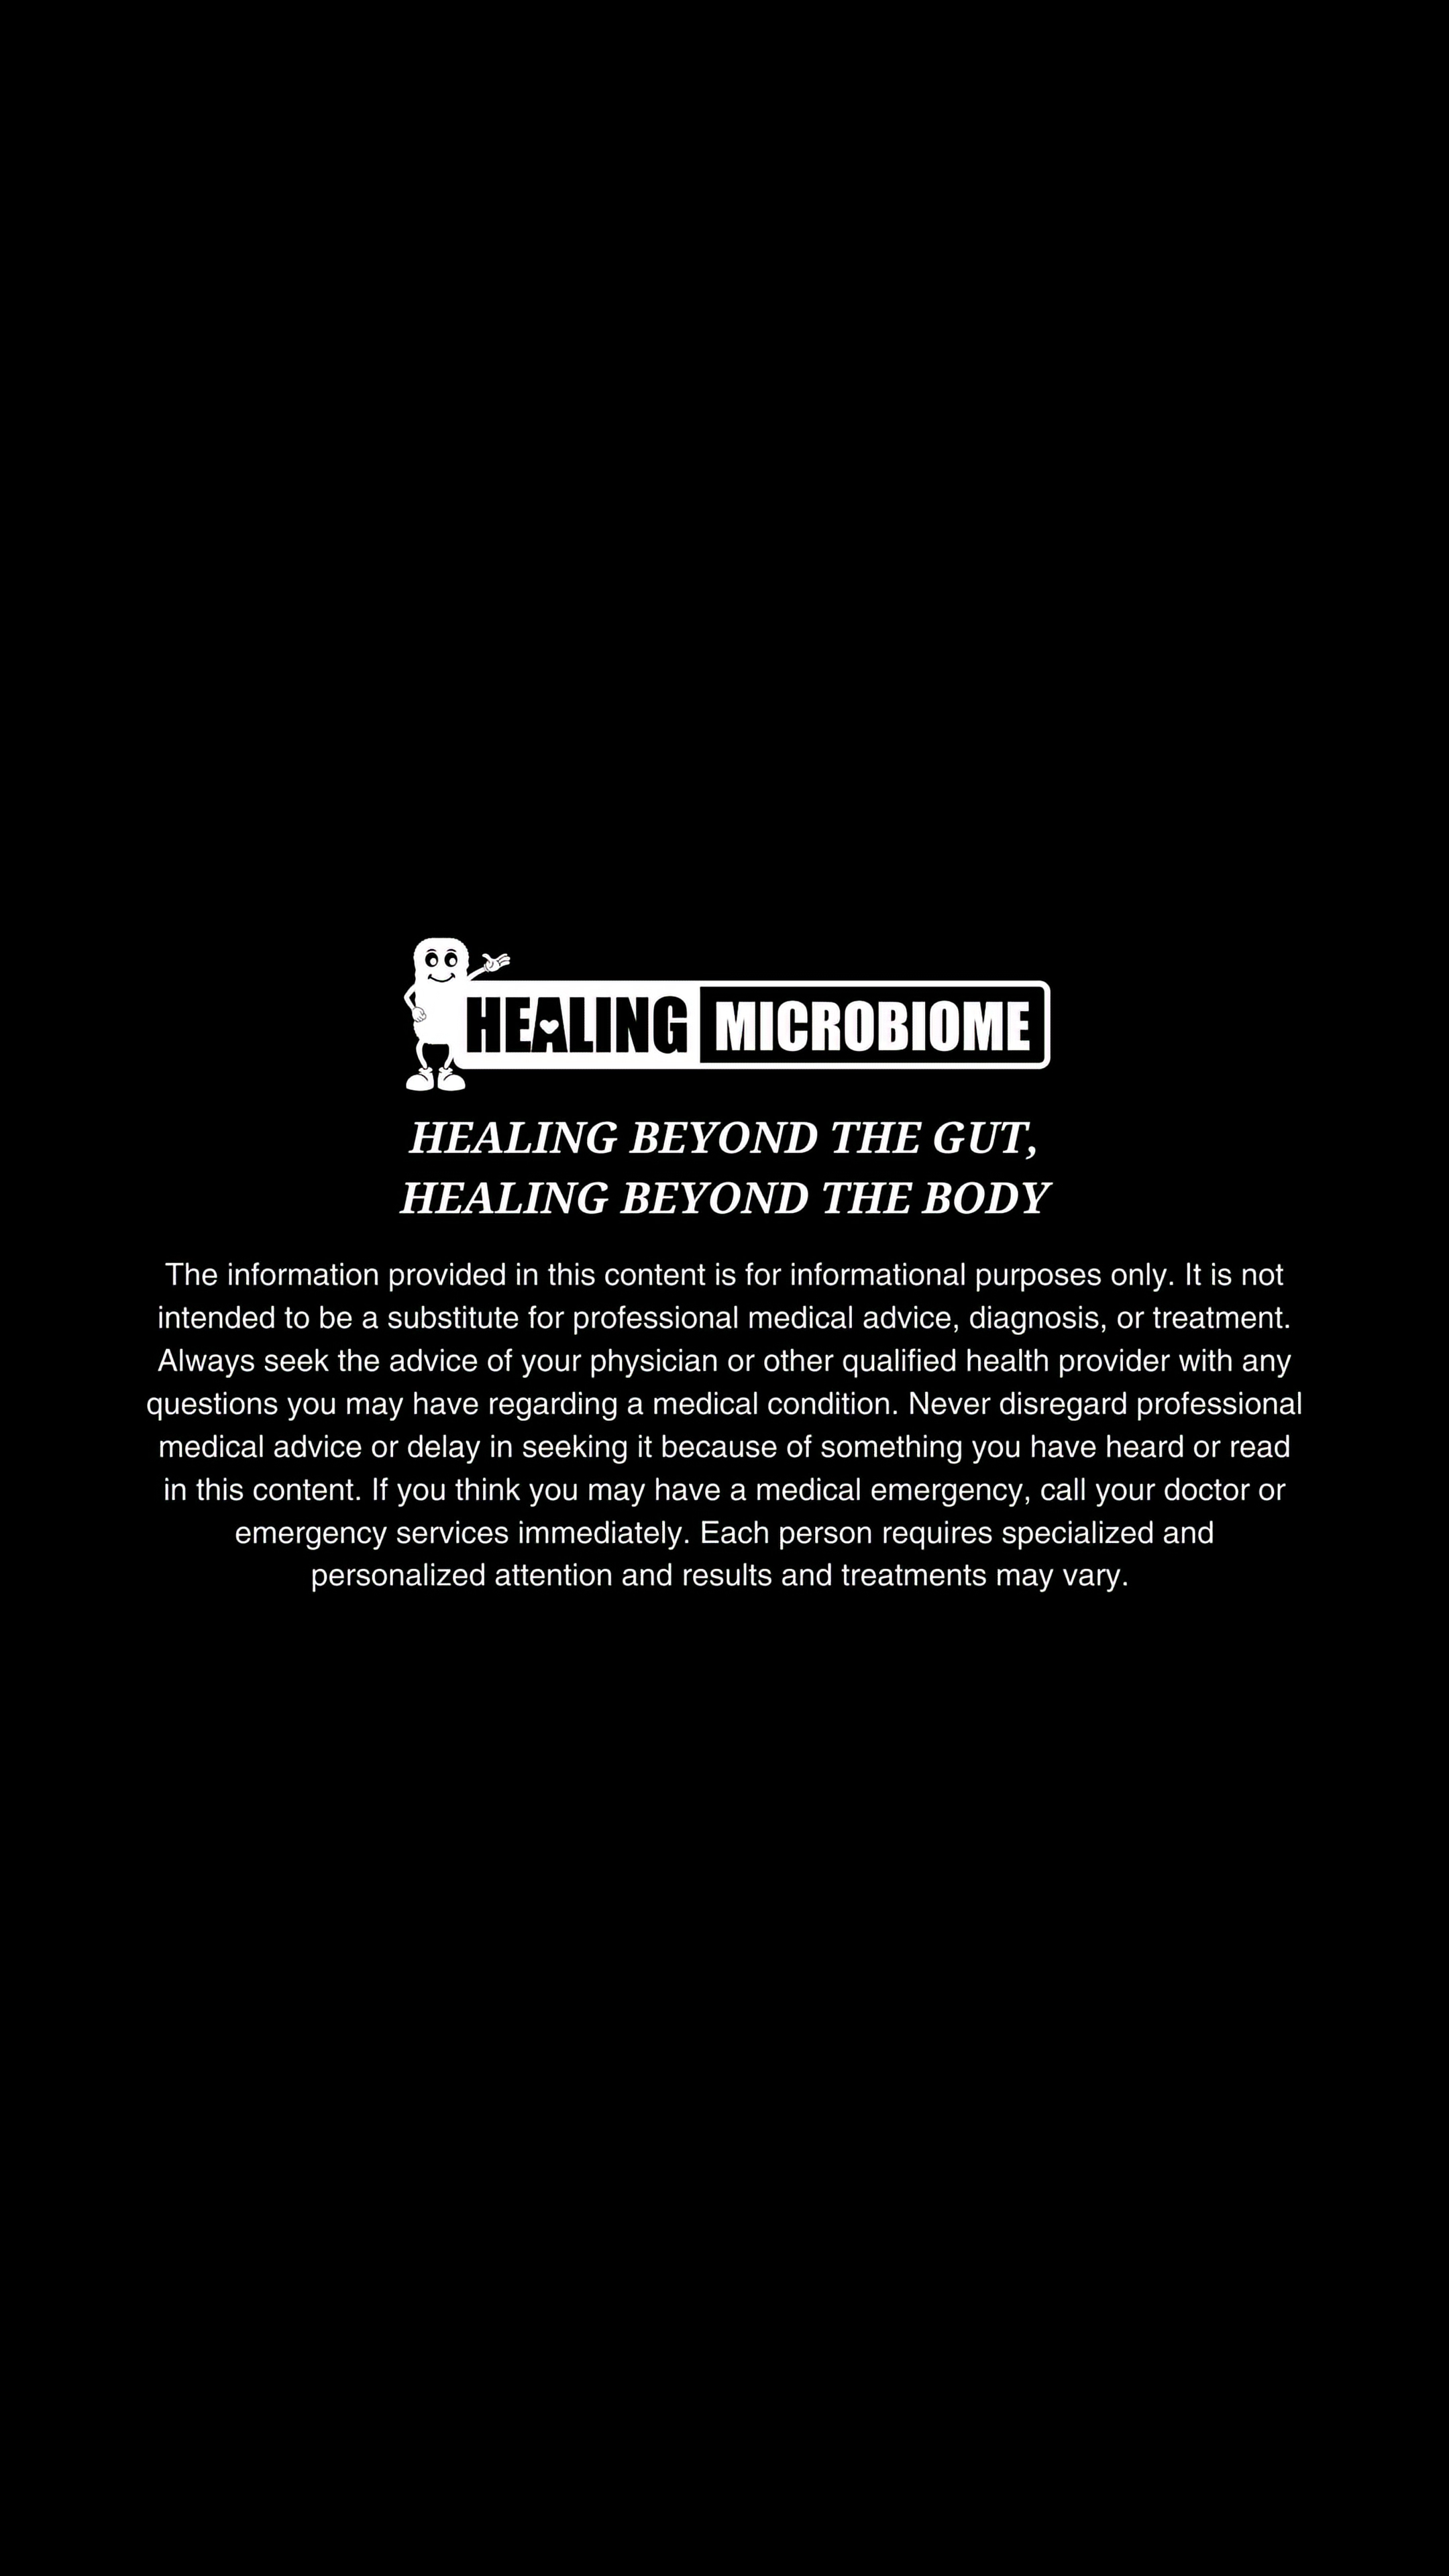 HEALING MICROBIOME
HEALING BEYOND THE GUT,
HEALING BEYOND THE BODY
The information provided in this content is for informational purposes only. It is not
intended to be a substitute for professional medical advice, diagnosis, or treatment.
Always seek the advice of your physician or other qualified health provider with any
questions you may have regarding a medical condition. Never disregard professional
medical advice or delay in seeking it because of something you have heard or read
in this content. If you think you may have a medical emergency, call your doctor or
emergency services immediately. Each person requires specialized and
personalized attention and results and treatments may vary.